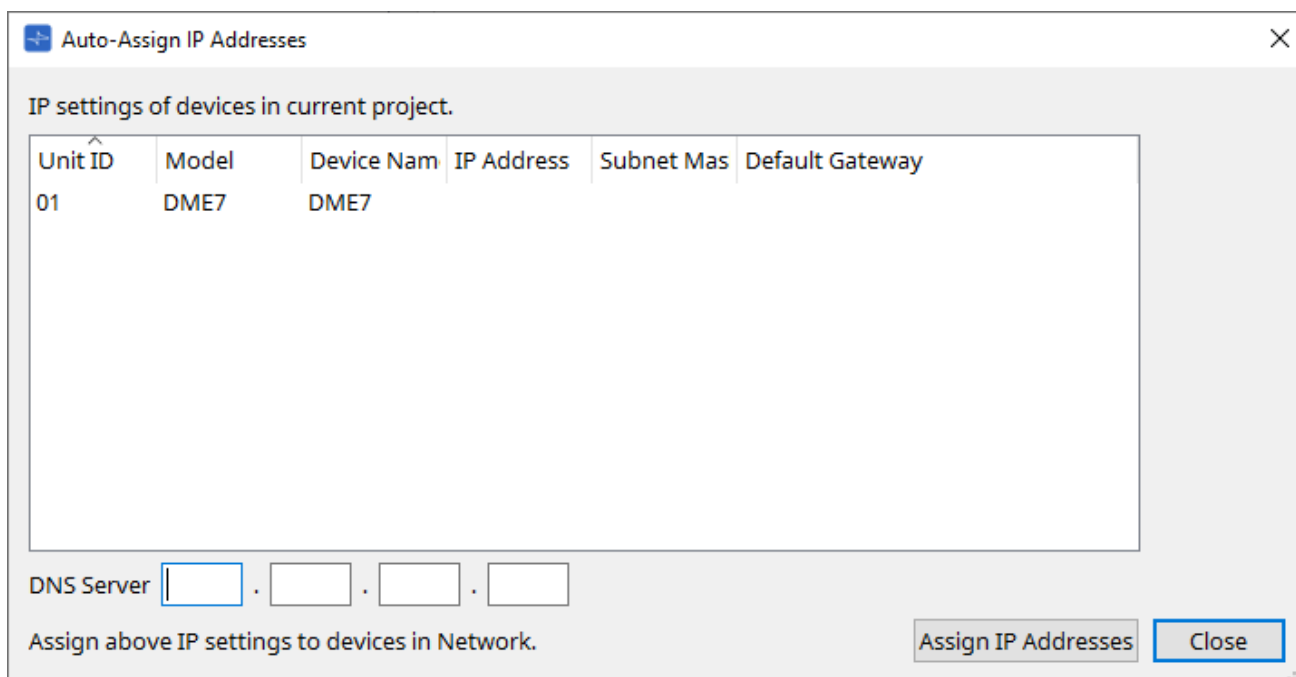 Auto-Assign IP Addresses
IP settings of devices in current project.
Unit ID Model Device Nam IP Address Subnet Mas Default Gateway
01 DME7 DME7
DNS Server . . .
Assign above IP settings to devices in Network. Assign IP Addresses Close